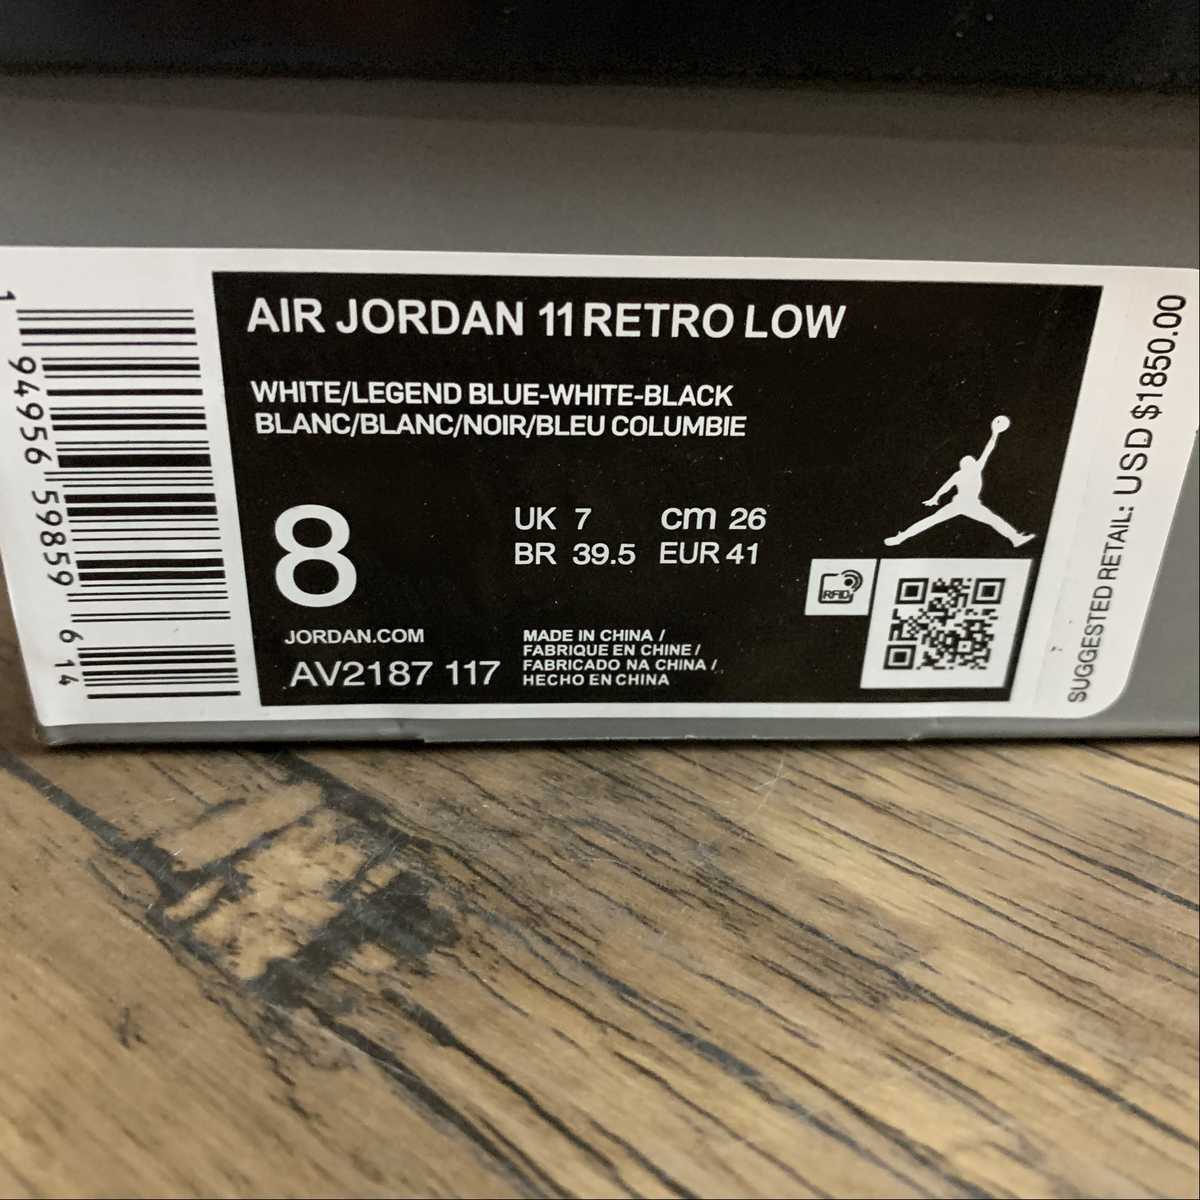 AIR JORDAN 11 RETRO LOW
WHITE/LEGEND BLUE-WHITE-BLACK
BLANC/BLANC/NOIR/BLEU COLUMBIE
8
UK 7 cm 26
BR 39.5 EUR 41
JORDAN.COM
AV2187 117
MADE IN CHINA /
FABRIQUE EN CHINE /
FABRICADO NA CHINA /
HECHO EN CHINA
RFID
SUGGESTED RETAIL: USD $1850.00
1 94956 59859 6 14